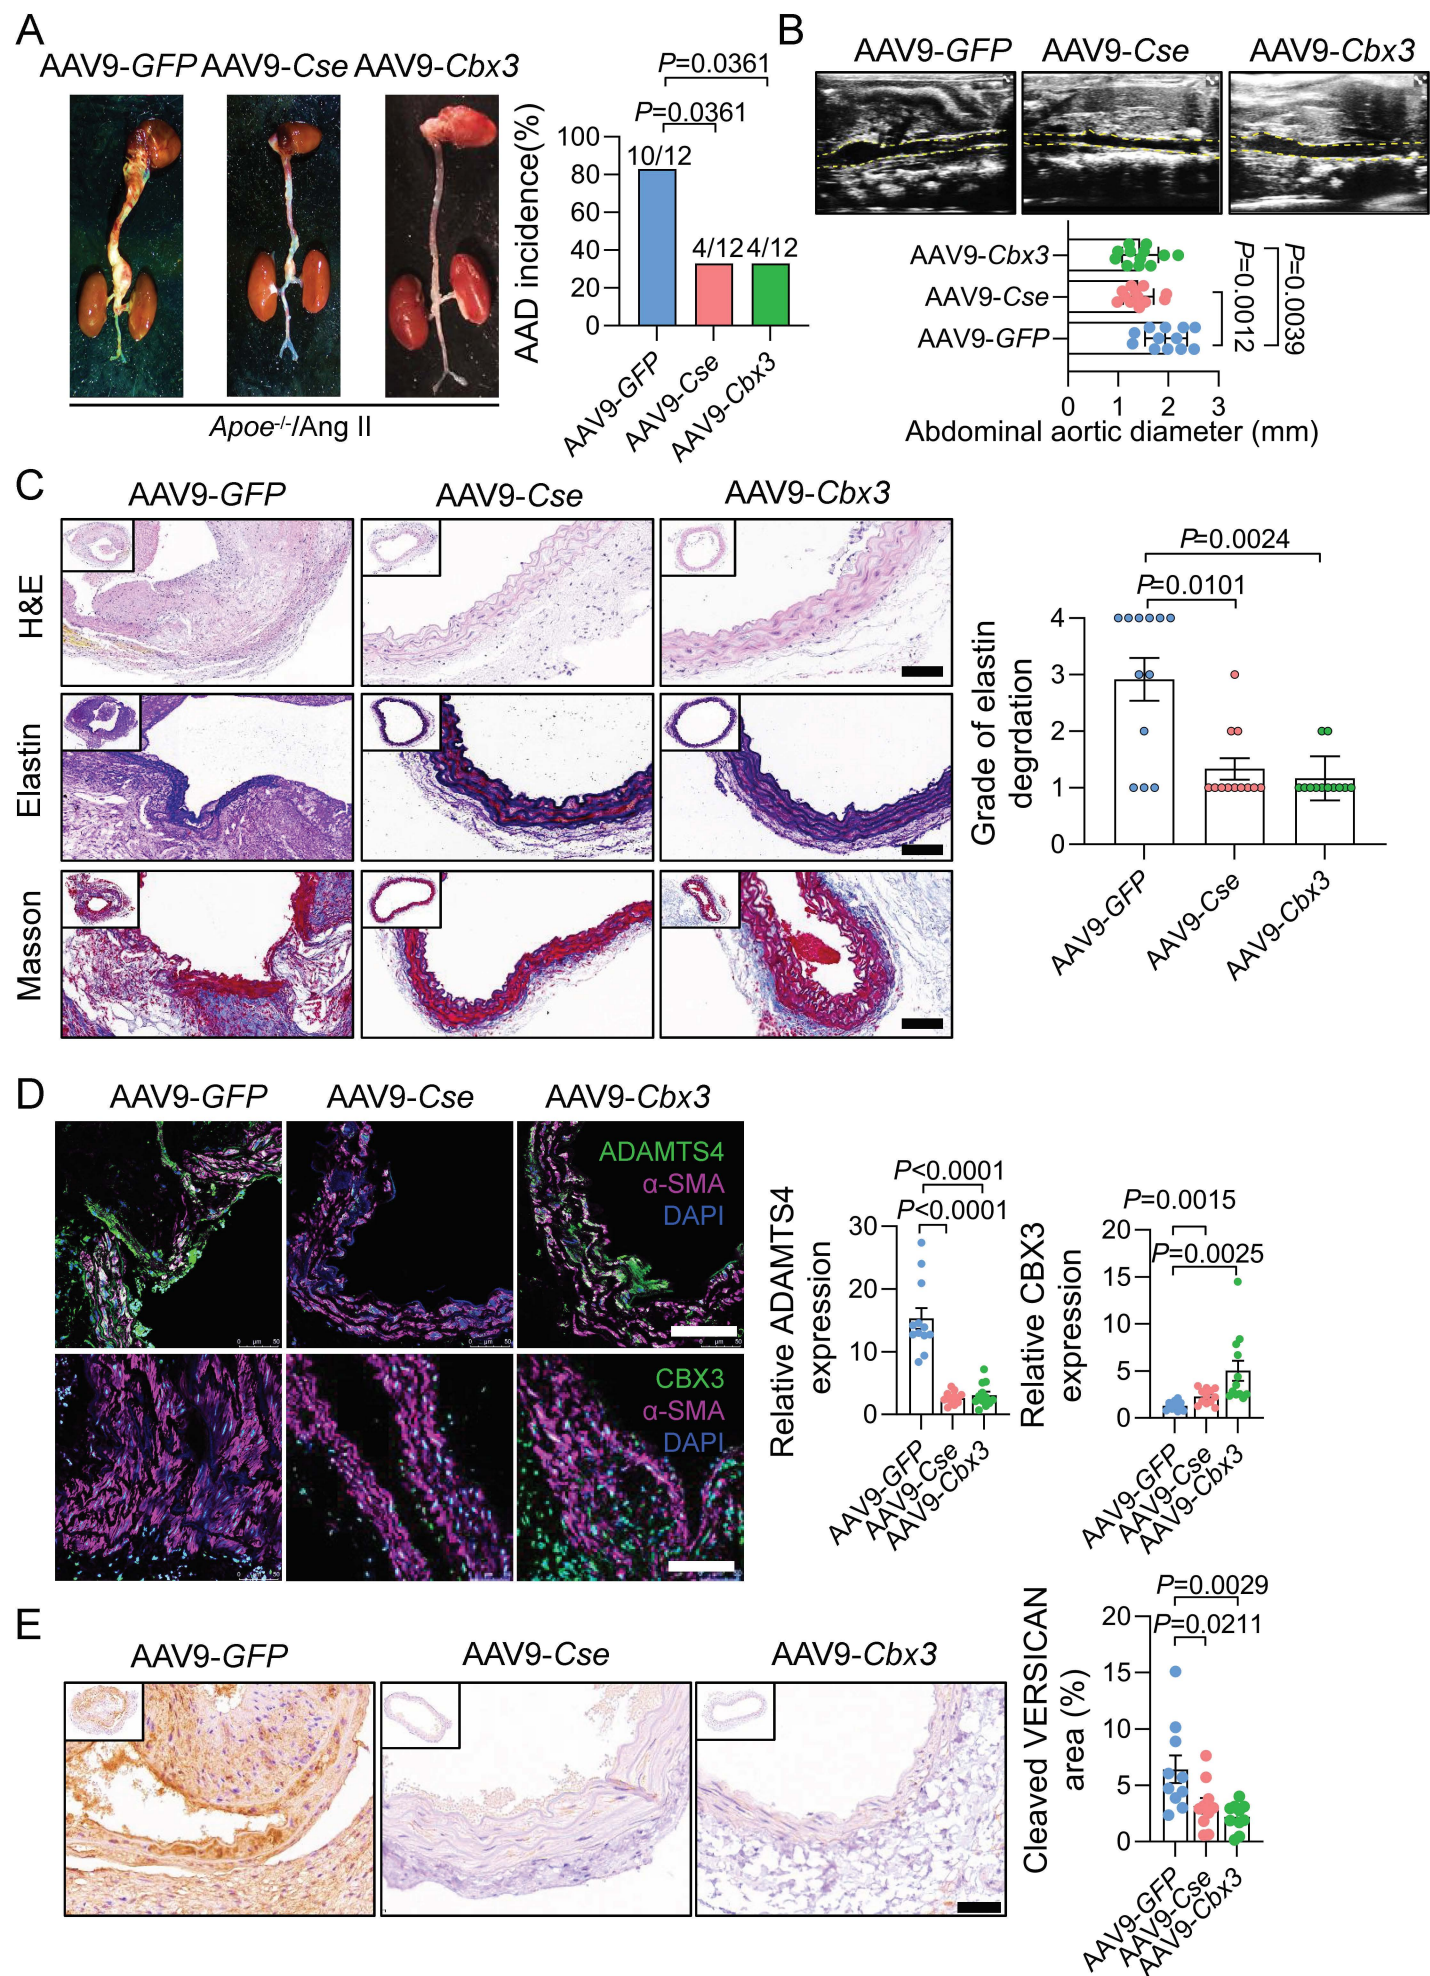 A
AAV9-GFP AAV9-Cse AAV9-Cbx3
Apoe-/-/Ang II
P=0.0361
P=0.0361
AAD incidence(%)
100
80
60
40
20
0
10/12
4/12 4/12
AAV9-GFP
AAV9-Cse
AAV9-Cbx3
B
AAV9-GFP AAV9-Cse AAV9-Cbx3
AAV9-Cbx3
AAV9-Cse
AAV9-GFP
P=0.0012
P=0.0039
0 1 2 3
Abdominal aortic diameter (mm)
C
AAV9-GFP AAV9-Cse AAV9-Cbx3
H&E
Elastin
Masson
P=0.0024
P=0.0101
Grade of elastin
degrdation
4
3
2
1
0
AAV9-GFP
AAV9-Cse
AAV9-Cbx3
D
AAV9-GFP AAV9-Cse AAV9-Cbx3
ADAMTS4
α-SMA
DAPI
CBX3
α-SMA
DAPI
P<0.0001
P<0.0001
Relative ADAMTS4
expression
30
20
10
0
AAV9-GFP
AAV9-Cse
AAV9-Cbx3
P=0.0015
P=0.0025
Relative CBX3
expression
20
15
10
5
0
AAV9-GFP
AAV9-Cse
AAV9-Cbx3
E
AAV9-GFP AAV9-Cse AAV9-Cbx3
P=0.0029
P=0.0211
Cleaved VERSICAN
area (%)
20
15
10
5
0
AAV9-GFP
AAV9-Cse
AAV9-Cbx3